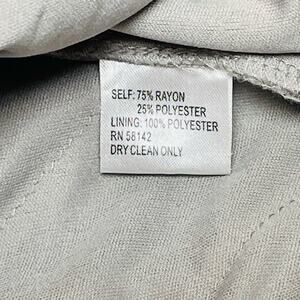 SELF: 75% RAYON
25% POLYESTER
LINING: 100% POLYESTER
RN 58142
DRY CLEAN ONLY